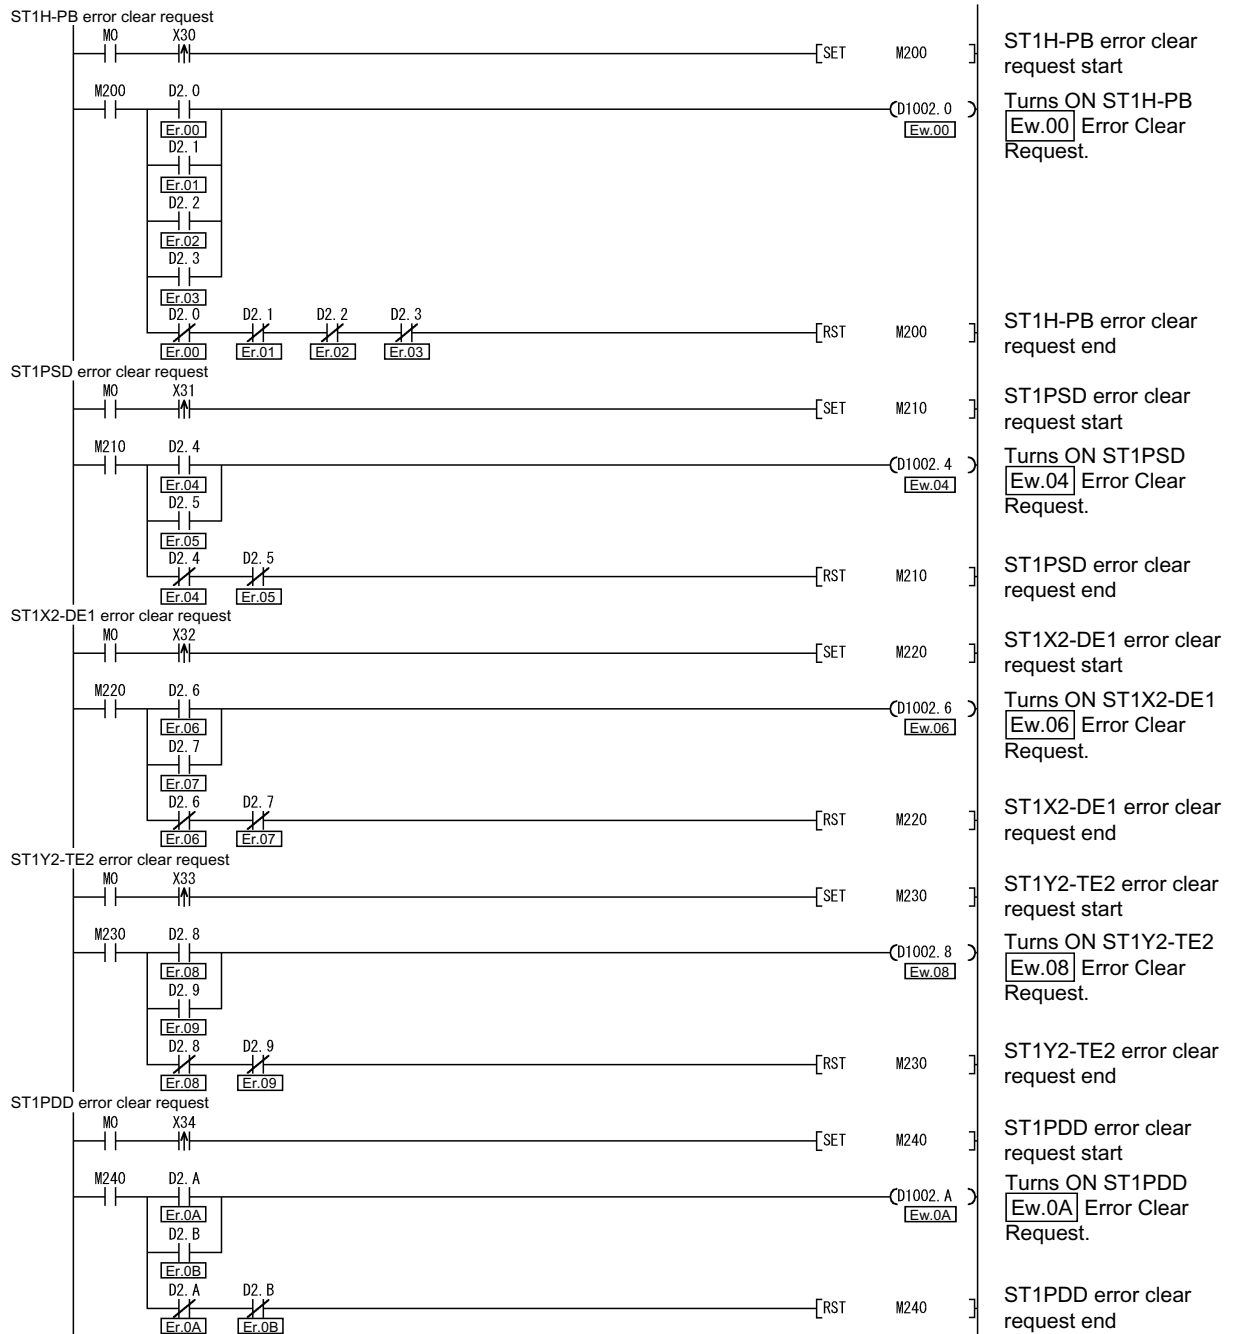 ST1H-PB error clear request
M0 X30
SET M200
ST1H-PB error clear
request start
M200 D2.0
D1002.0
Er.00
Ew.00
Turns ON ST1H-PB
Ew.00 Error Clear
Request.
D2.1
Er.01
D2.2
Er.02
D2.3
Er.03
D2.0 D2.1 D2.2 D2.3
RST M200
Er.00 Er.01 Er.02 Er.03
ST1H-PB error clear
request end
ST1PSD error clear request
M0 X31
SET M210
ST1PSD error clear
request start
M210 D2.4
D1002.4
Er.04
Ew.04
Turns ON ST1PSD
Ew.04 Error Clear
Request.
D2.5
Er.05
D2.4 D2.5
RST M210
Er.04 Er.05
ST1PSD error clear
request end
ST1X2-DE1 error clear request
M0 X32
SET M220
ST1X2-DE1 error clear
request start
M220 D2.6
D1002.6
Er.06
Ew.06
Turns ON ST1X2-DE1
Ew.06 Error Clear
Request.
D2.7
Er.07
D2.6 D2.7
RST M220
Er.06 Er.07
ST1X2-DE1 error clear
request end
ST1Y2-TE2 error clear request
M0 X33
SET M230
ST1Y2-TE2 error clear
request start
M230 D2.8
D1002.8
Er.08
Ew.08
Turns ON ST1Y2-TE2
Ew.08 Error Clear
Request.
D2.9
Er.09
D2.8 D2.9
RST M230
Er.08 Er.09
ST1Y2-TE2 error clear
request end
ST1PDD error clear request
M0 X34
SET M240
ST1PDD error clear
request start
M240 D2.A
D1002.A
Er.0A
Ew.0A
Turns ON ST1PDD
Ew.0A Error Clear
Request.
D2.B
Er.0B
D2.A D2.B
RST M240
Er.0A Er.0B
ST1PDD error clear
request end